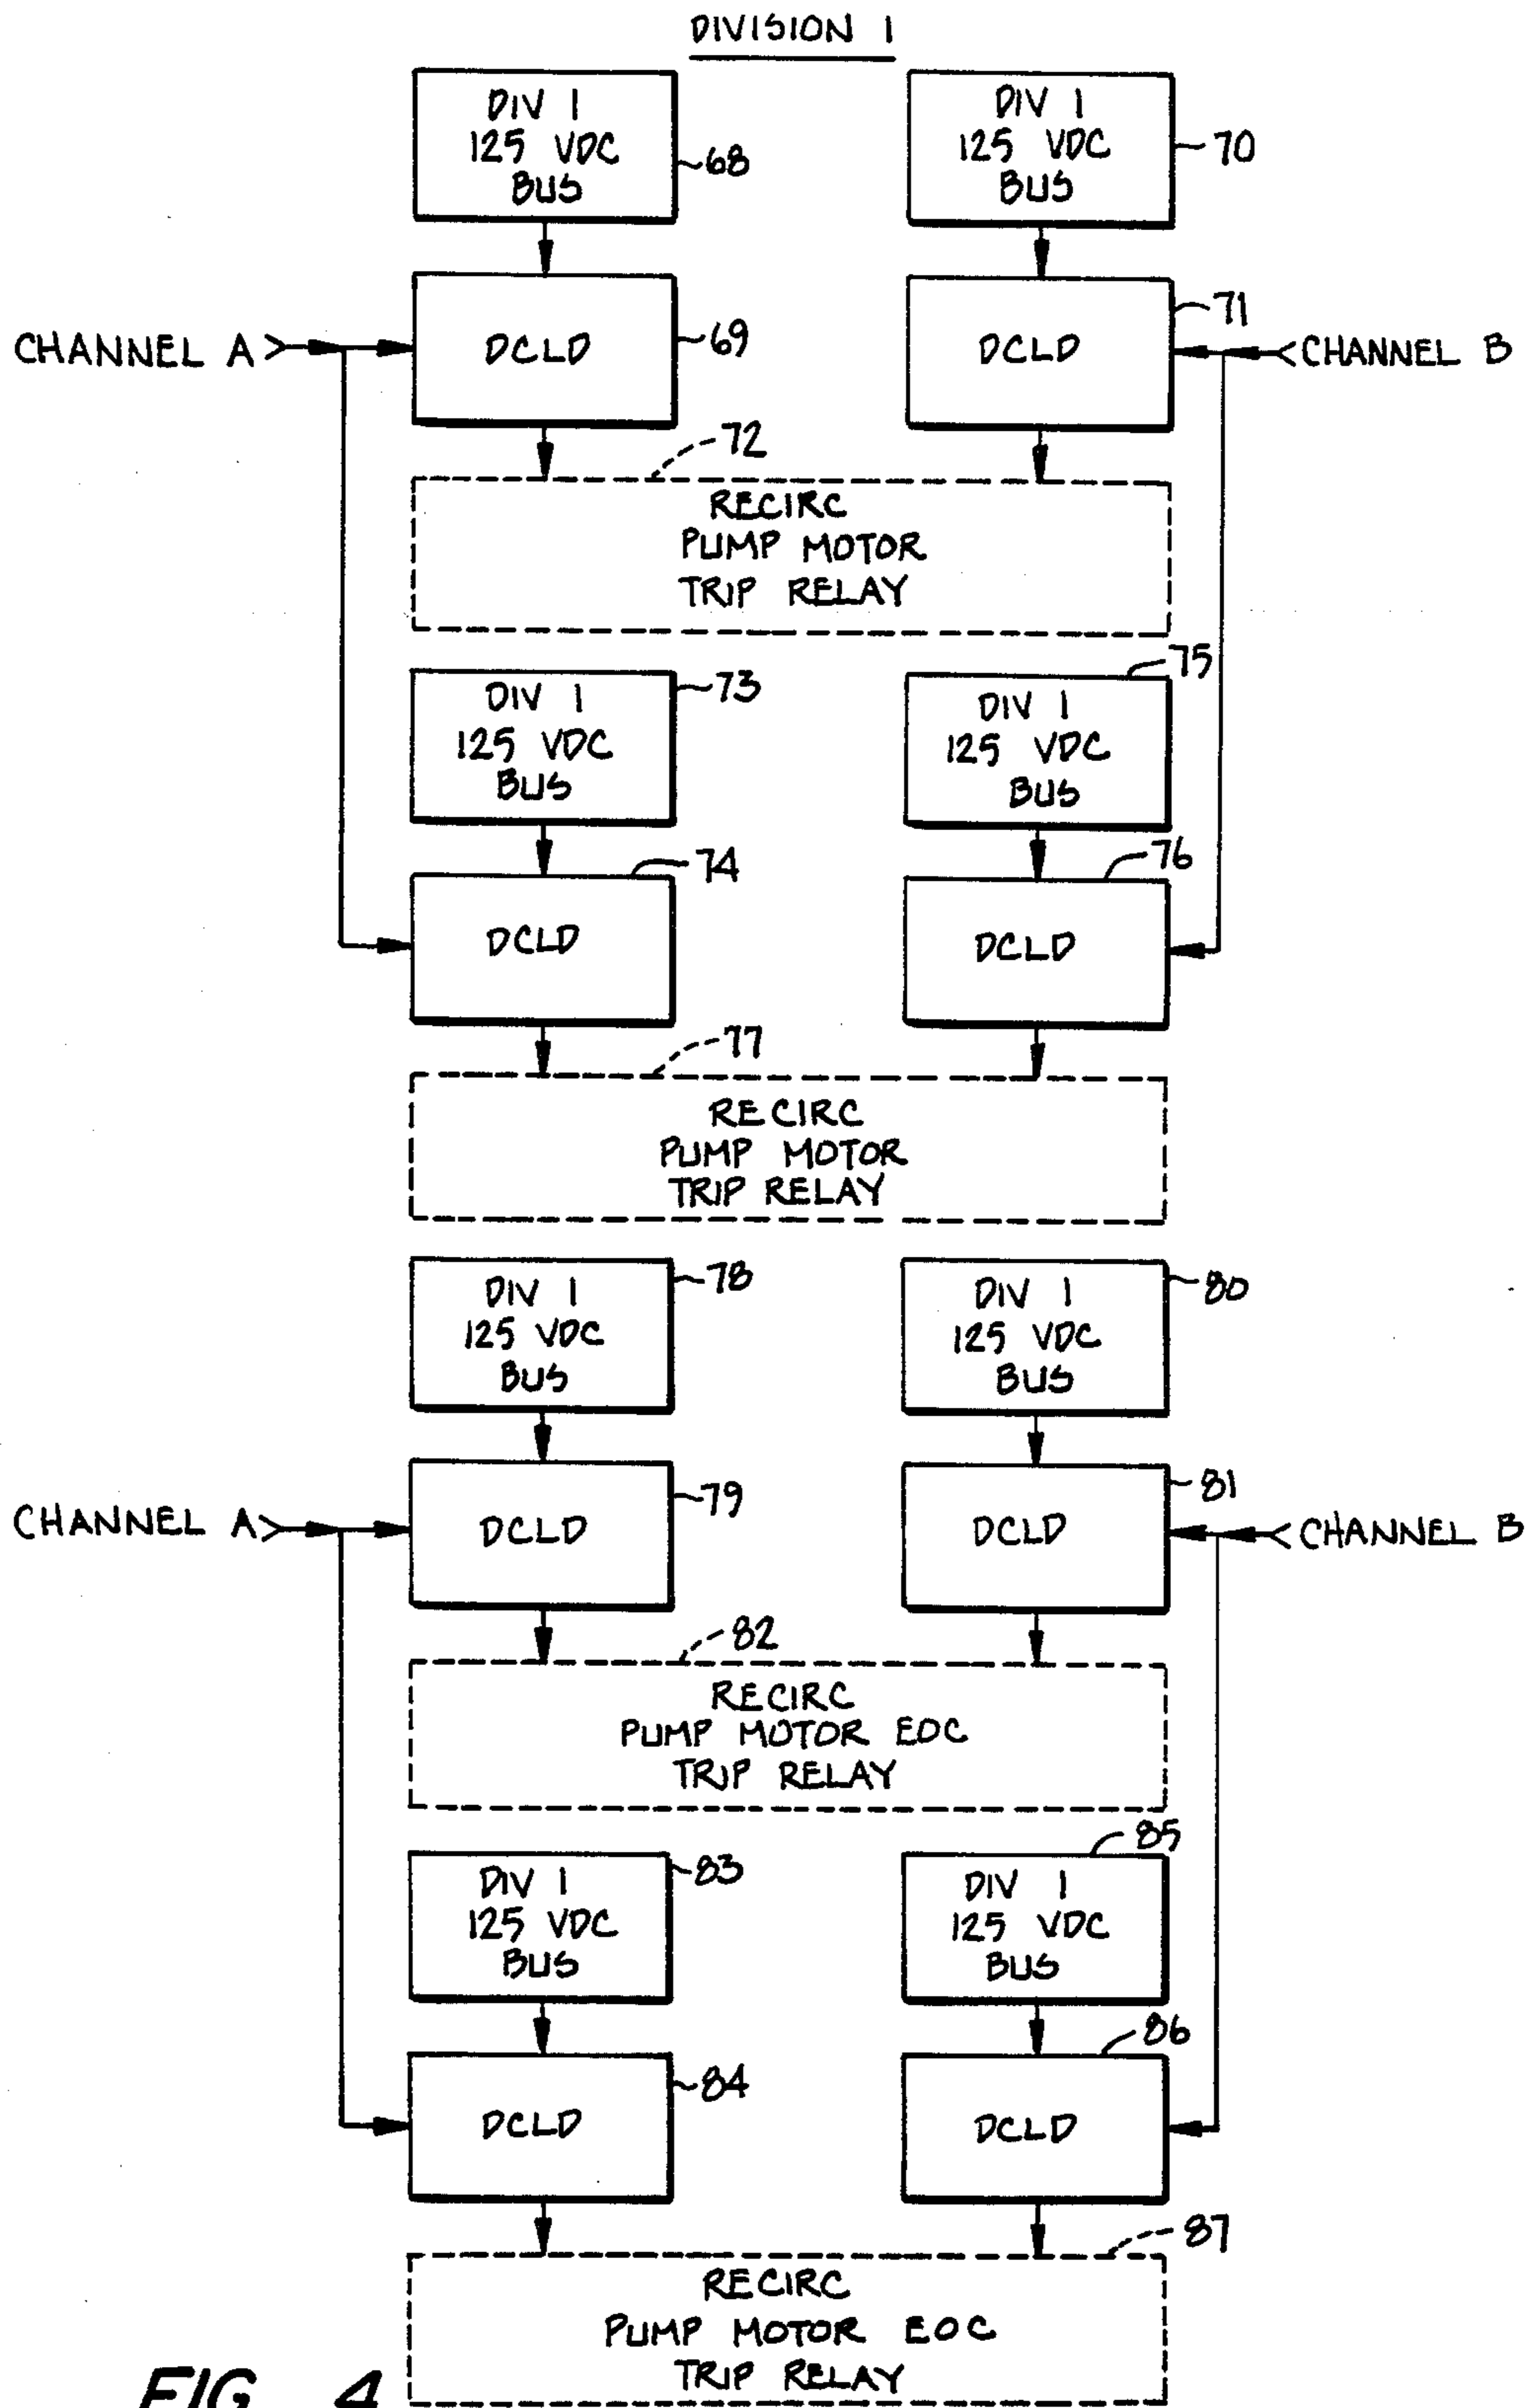 DIVISION 1
DIV 1
125 VDC
BUS
68
DIV 1
125 VDC
BUS
70
CHANNEL A
DCLD
69
DCLD
71
CHANNEL B
72
RECIRC
PUMP MOTOR
TRIP RELAY
DIV 1
125 VDC
BUS
73
DIV 1
125 VDC
BUS
75
DCLD
74
DCLD
76
77
RECIRC
PUMP MOTOR
TRIP RELAY
DIV 1
125 VDC
BUS
78
DIV 1
125 VDC
BUS
80
CHANNEL A
DCLD
79
DCLD
81
CHANNEL B
82
RECIRC
PUMP MOTOR EOC
TRIP RELAY
DIV 1
125 VDC
BUS
83
DIV 1
125 VDC
BUS
85
DCLD
84
DCLD
86
87
RECIRC
PUMP MOTOR EOC
TRIP RELAY
FIG. 4